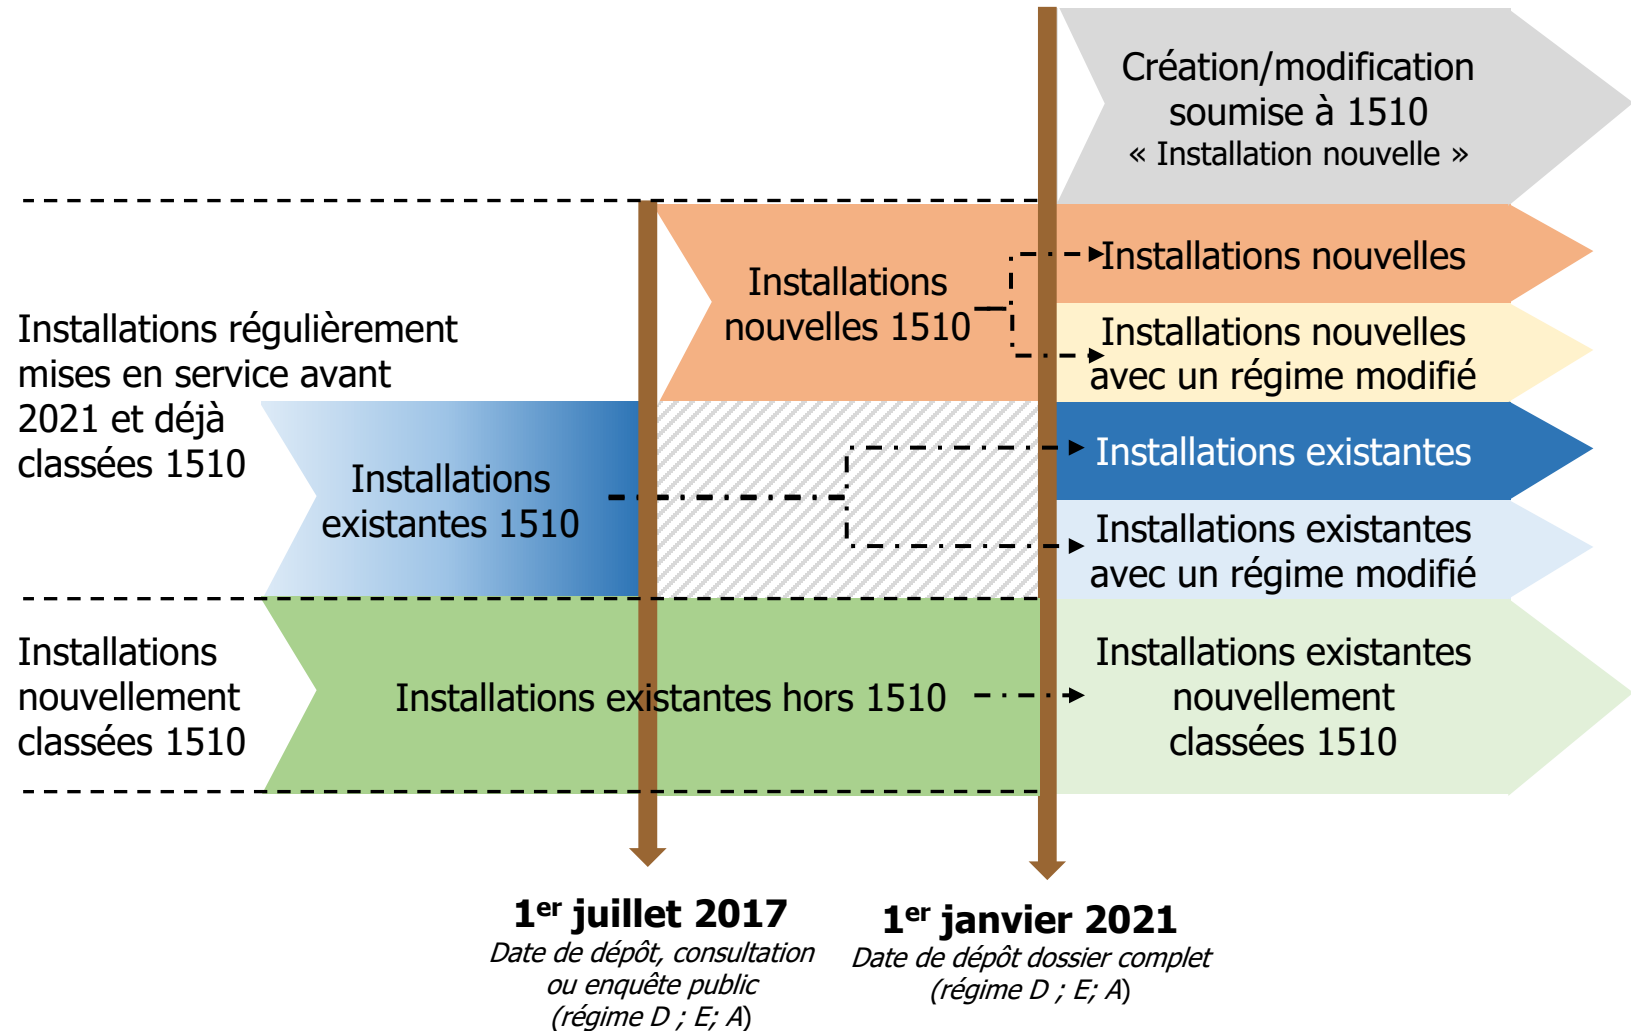 Création/modification
soumise à 1510
« Installation nouvelle »
Installations régulièrement
mises en service avant
2021 et déjà
classées 1510
Installations
nouvelles 1510
Installations nouvelles
Installations nouvelles
avec un régime modifié
Installations
existantes 1510
Installations existantes
Installations existantes
avec un régime modifié
Installations
nouvellement
classées 1510
Installations existantes hors 1510
Installations existantes
nouvellement
classées 1510
1er juillet 2017
Date de dépôt, consultation
ou enquête public
(régime D ; E; A)
1er janvier 2021
Date de dépôt dossier complet
(régime D ; E; A)